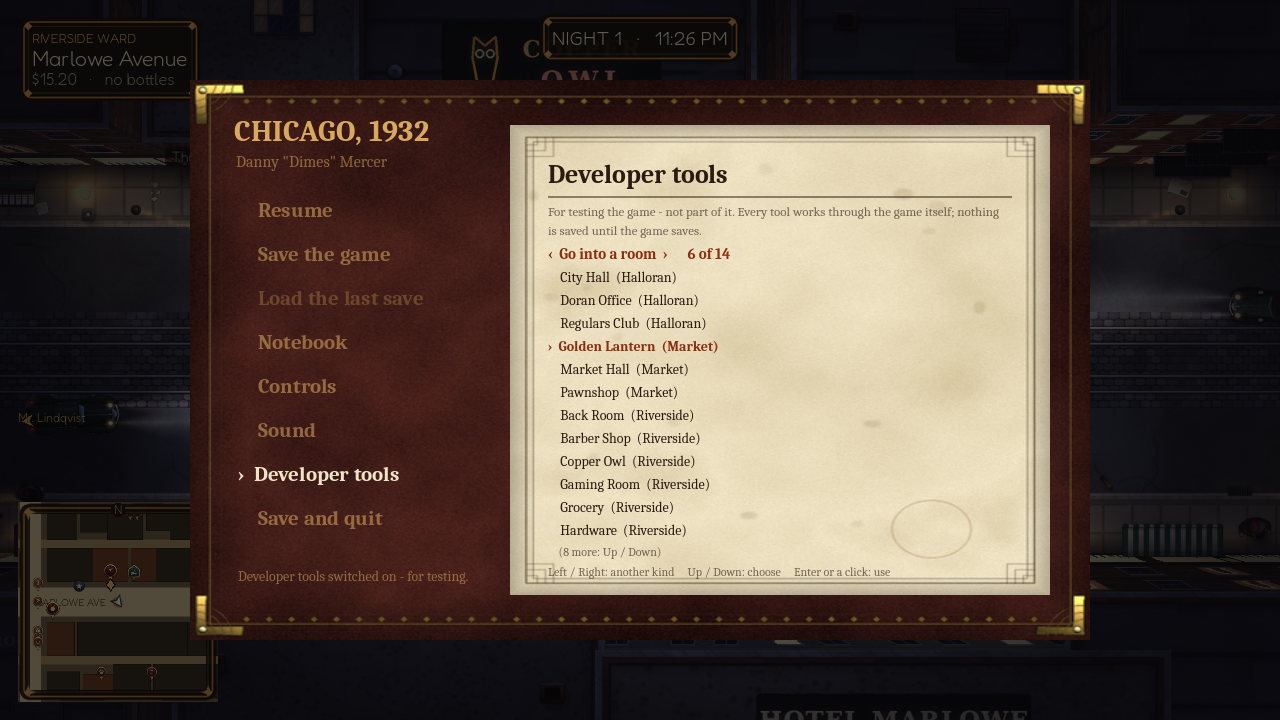 RIVERSIDE WARD
Marlowe Avenue
$15.20 · no bottles
NIGHT 1 · 11:26 PM
OWL
CHICAGO, 1932
Danny "Dimes" Mercer
Resume
Save the game
Load the last save
Notebook
Controls
Sound
› Developer tools
Save and quit
Developer tools switched on - for testing.
Developer tools
For testing the game - not part of it. Every tool works through the game itself; nothing
is saved until the game saves.
‹ Go into a room › 6 of 14
City Hall (Halloran)
Doran Office (Halloran)
Regulars Club (Halloran)
› Golden Lantern (Market)
Market Hall (Market)
Pawnshop (Market)
Back Room (Riverside)
Barber Shop (Riverside)
Copper Owl (Riverside)
Gaming Room (Riverside)
Grocery (Riverside)
Hardware (Riverside)
(8 more: Up / Down)
Left / Right: another kind Up / Down: choose Enter or a click: use
Mr. Lindqvist
N
MARLOWE AVE
HOTEL MARLOWE